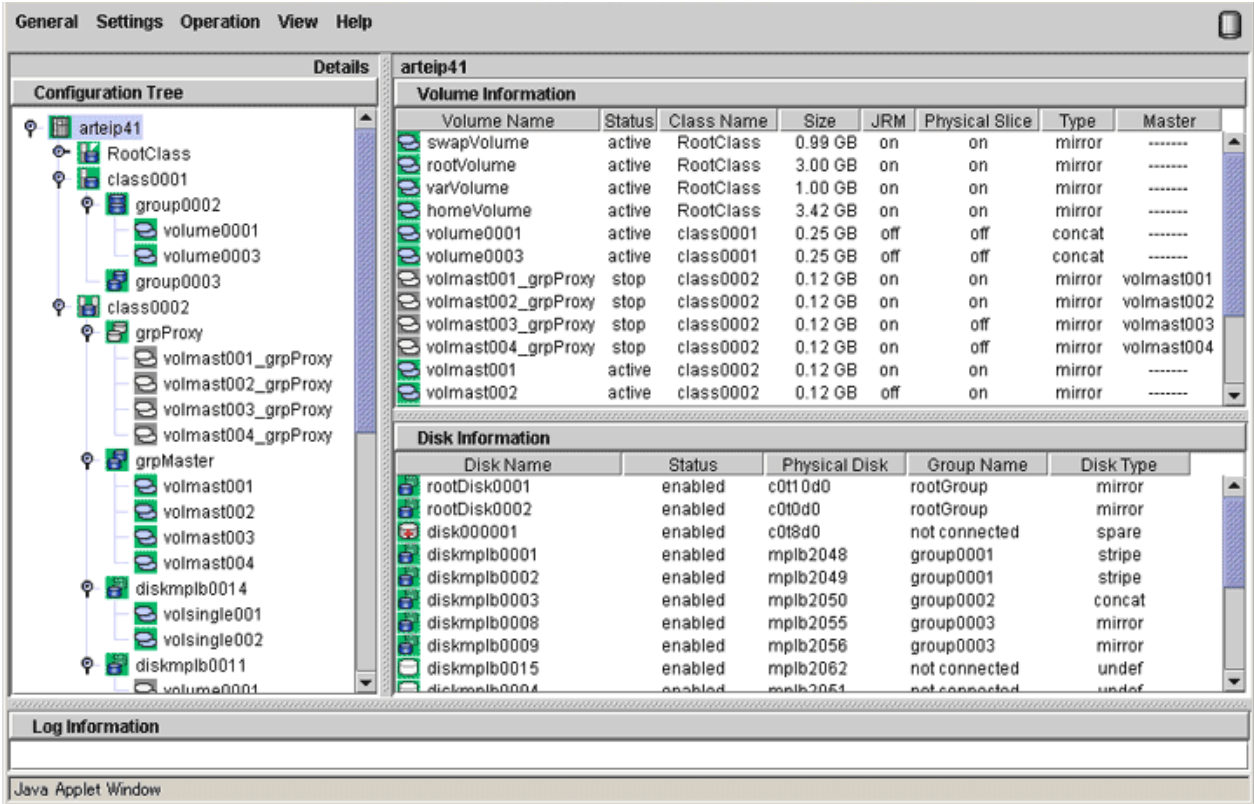 General Settings Operation View Help
Details
Configuration Tree
arteip41
RootClass
class0001
group0002
volume0001
volume0003
group0003
class0002
grpProxy
volmast001_grpProxy
volmast002_grpProxy
volmast003_grpProxy
volmast004_grpProxy
grpMaster
volmast001
volmast002
volmast003
volmast004
diskmplb0014
volsingle001
volsingle002
diskmplb0011
volume0001
arteip41
Volume Information
Volume Name Status Class Name Size JRM Physical Slice Type Master
swapVolume active RootClass 0.99 GB on on mirror -------
rootVolume active RootClass 3.00 GB on on mirror -------
varVolume active RootClass 1.00 GB on on mirror -------
homeVolume active RootClass 3.42 GB on on mirror -------
volume0001 active class0001 0.25 GB off off concat -------
volume0003 active class0001 0.25 GB off off concat -------
volmast001_grpProxy stop class0002 0.12 GB on on mirror volmast001
volmast002_grpProxy stop class0002 0.12 GB on on mirror volmast002
volmast003_grpProxy stop class0002 0.12 GB on off mirror volmast003
volmast004_grpProxy stop class0002 0.12 GB on off mirror volmast004
volmast001 active class0002 0.12 GB on on mirror -------
volmast002 active class0002 0.12 GB off on mirror -------
Disk Information
Disk Name Status Physical Disk Group Name Disk Type
rootDisk0001 enabled c0t10d0 rootGroup mirror
rootDisk0002 enabled c0t0d0 rootGroup mirror
disk000001 enabled c0t8d0 not connected spare
diskmplb0001 enabled mplb2048 group0001 stripe
diskmplb0002 enabled mplb2049 group0001 stripe
diskmplb0003 enabled mplb2050 group0002 concat
diskmplb0008 enabled mplb2055 group0003 mirror
diskmplb0009 enabled mplb2056 group0003 mirror
diskmplb0015 enabled mplb2062 not connected undef
diskmplb0004 enabled mplb2051 not connected undef
Log Information
Java Applet Window